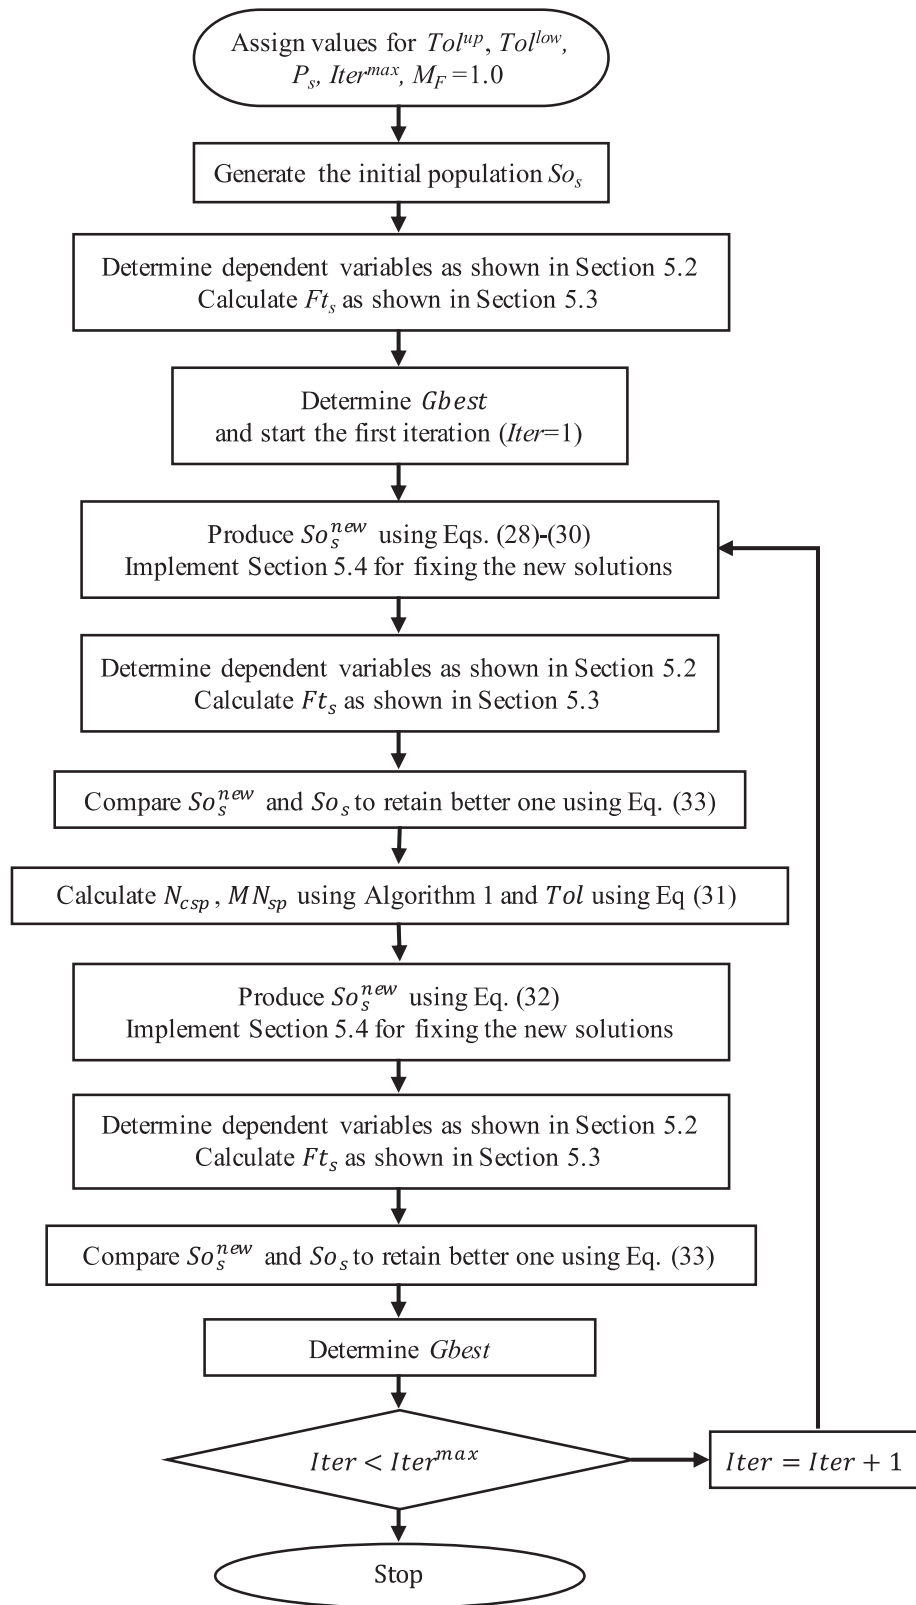 Assign values for Tol^up, Tol^low,
P_s, Iter^max, M_F=1.0
Generate the initial population So_s
Determine dependent variables as shown in Section 5.2
Calculate Ft_s as shown in Section 5.3
Determine Gbest
and start the first iteration (Iter=1)
Produce So_s^new using Eqs. (28)-(30)
Implement Section 5.4 for fixing the new solutions
Determine dependent variables as shown in Section 5.2
Calculate Ft_s as shown in Section 5.3
Compare So_s^new and So_s to retain better one using Eq. (33)
Calculate N_csp, MN_sp using Algorithm 1 and Tol using Eq (31)
Produce So_s^new using Eq. (32)
Implement Section 5.4 for fixing the new solutions
Determine dependent variables as shown in Section 5.2
Calculate Ft_s as shown in Section 5.3
Compare So_s^new and So_s to retain better one using Eq. (33)
Determine Gbest
Iter < Iter^max
Iter = Iter + 1
Stop